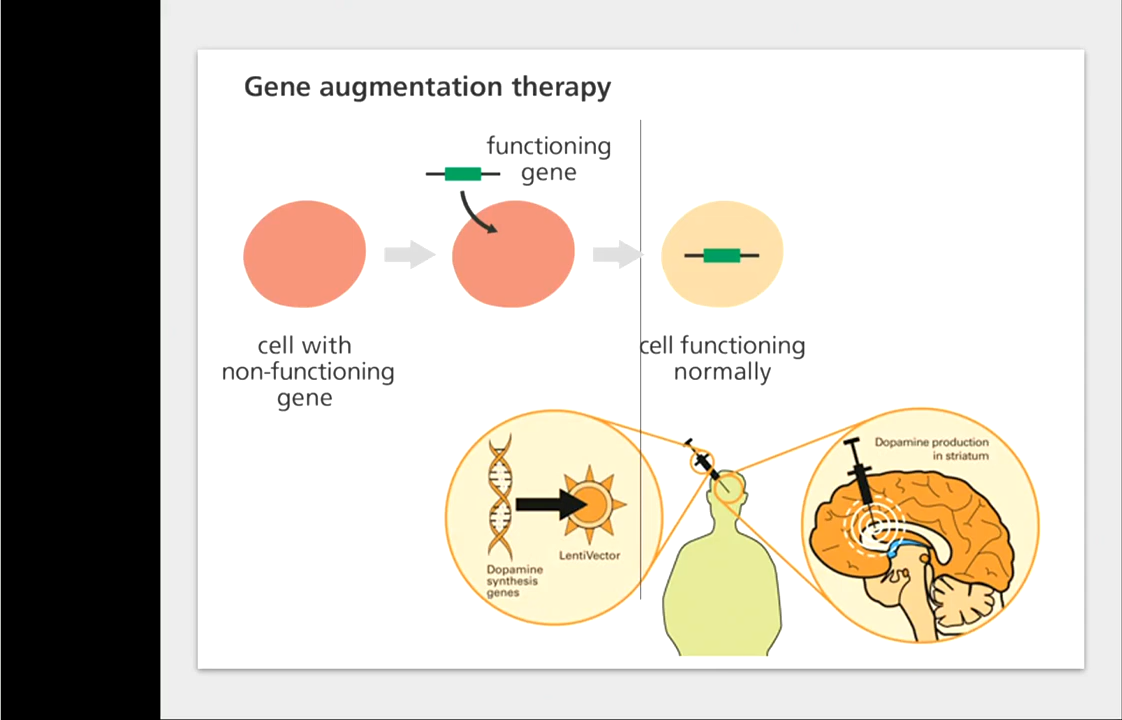 Gene augmentation therapy
functioning
gene
cell with
non-functioning
gene
cell functioning
normally
Dopamine
synthesis
genes
LentiVector
Dopamine production
in striatum